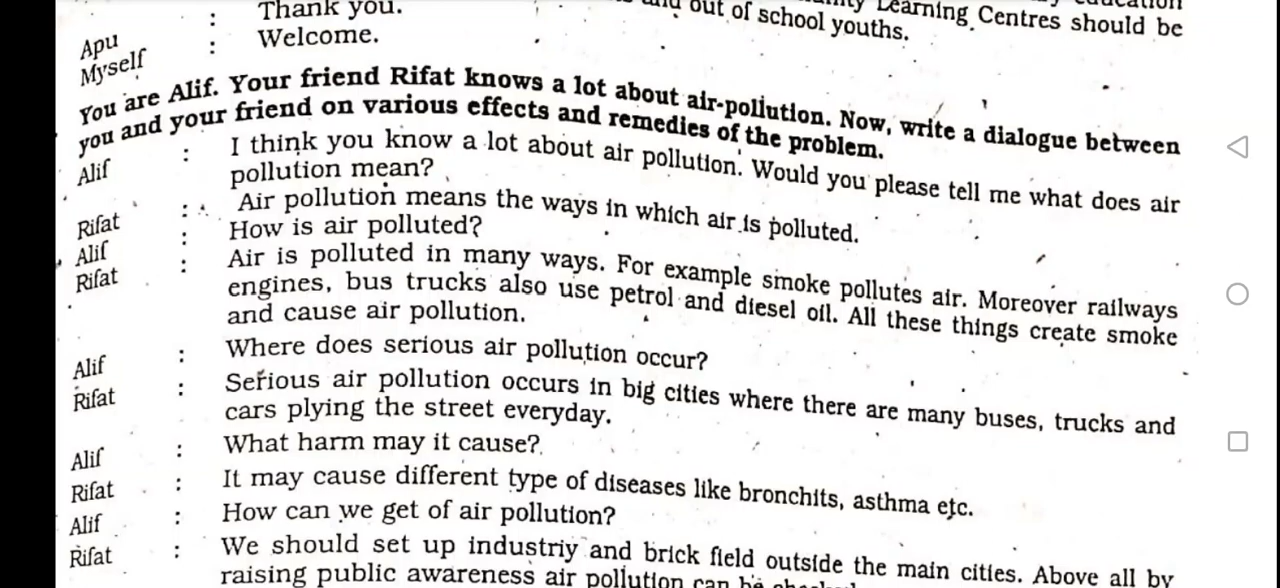 Learning Centres should be
and out of school youths.
Apu : Thank you.
Myself : Welcome.
You are Alif. Your friend Rifat knows a lot about air-pollution. Now, write a dialogue between
you and your friend on various effects and remedies of the problem.
Alif : I think you know a lot about air pollution. Would you please tell me what does air
pollution mean?
Rifat : Air pollution means the ways in which air is polluted.
Alif : How is air polluted?
Rifat : Air is polluted in many ways. For example smoke pollutes air. Moreover railways
engines, bus trucks also use petrol and diesel oil. All these things create smoke
and cause air pollution.
Alif : Where does serious air pollution occur?
Rifat : Serious air pollution occurs in big cities where there are many buses, trucks and
cars plying the street everyday.
Alif : What harm may it cause?
Rifat : It may cause different type of diseases like bronchits, asthma etc.
Alif : How can we get of air pollution?
Rifat : We should set up industriy and brick field outside the main cities. Above all by
raising public awareness air pollution can be